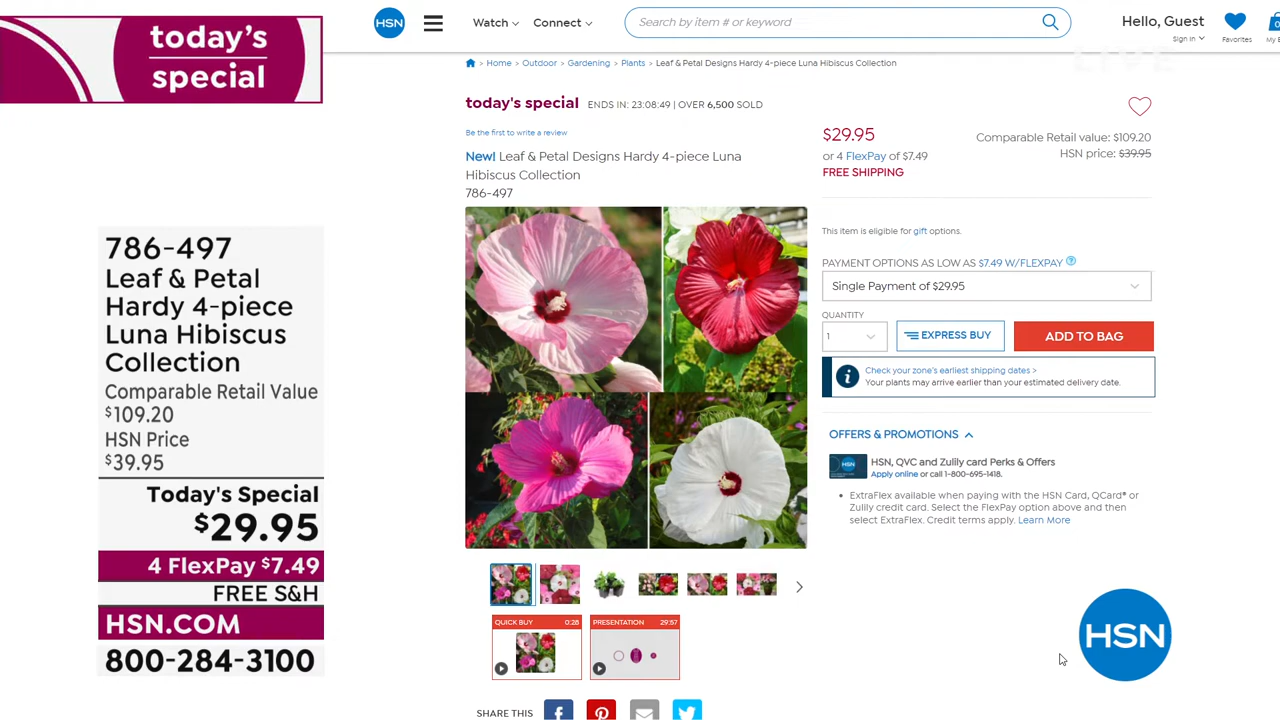 today's
special
786-497
Leaf & Petal
Hardy 4-piece
Luna Hibiscus
Collection
Comparable Retail Value
$109.20
HSN Price
$39.95
Today's Special
$29.95
4 FlexPay $7.49
FREE S&H
HSN.COM
800-284-3100
HSN
Watch
Connect
Search by item # or keyword
Hello, Guest
Sign In
Favorites
0
LIVE
> Home > Outdoor > Gardening > Plants > Leaf & Petal Designs Hardy 4-piece Luna Hibiscus Collection
today's special ENDS IN: 23:08:49 | OVER 6,500 SOLD
Be the first to write a review
New! Leaf & Petal Designs Hardy 4-piece Luna
Hibiscus Collection
786-497
QUICK BUY 0:28
PRESENTATION 29:57
SHARE THIS
$29.95
or 4 FlexPay of $7.49
FREE SHIPPING
Comparable Retail value: $109.20
HSN price: $39.95
This item is eligible for gift options.
PAYMENT OPTIONS AS LOW AS $7.49 W/FLEXPAY ?
Single Payment of $29.95
QUANTITY
1
EXPRESS BUY
ADD TO BAG
Check your zone's earliest shipping dates >
Your plants may arrive earlier than your estimated delivery date.
OFFERS & PROMOTIONS
HSN
HSN, QVC and Zulily card Perks & Offers
Apply online or call 1-800-695-1418.
• ExtraFlex available when paying with the HSN Card, QCard® or
Zulily credit card. Select the FlexPay option above and then
select ExtraFlex. Credit terms apply. Learn More
HSN